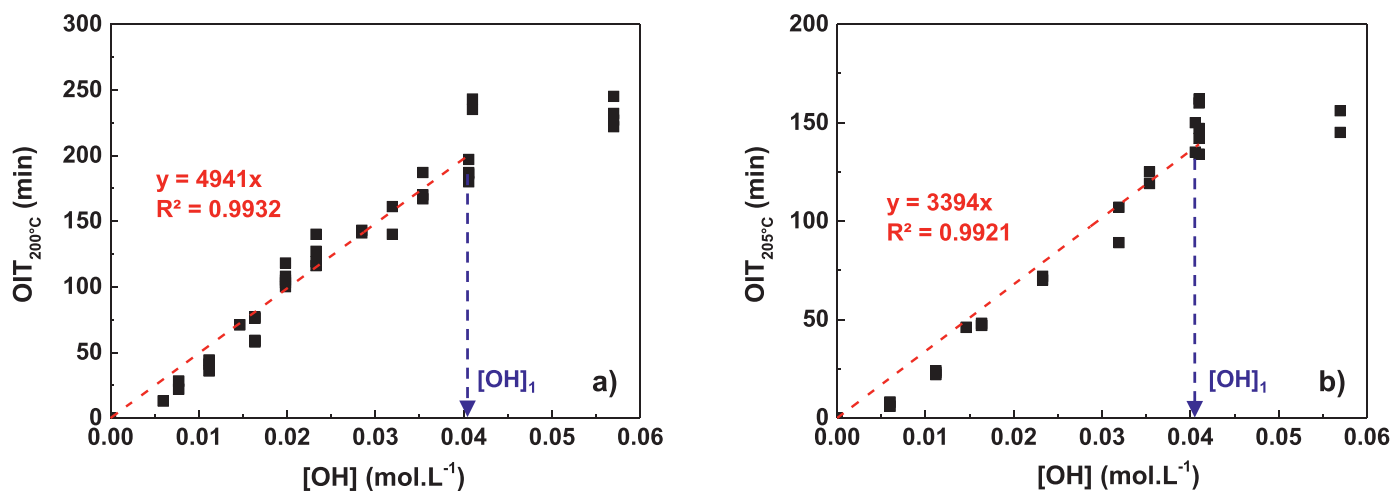 300
250
200
150
100
50
0
OIT200°C (min)
y = 4941x
R² = 0.9932
[OH]1
a)
0.00 0.01 0.02 0.03 0.04 0.05 0.06
[OH] (mol.L-1)
200
150
100
50
0
OIT205°C (min)
y = 3394x
R² = 0.9921
[OH]1
b)
0.00 0.01 0.02 0.03 0.04 0.05 0.06
[OH] (mol.L-1)